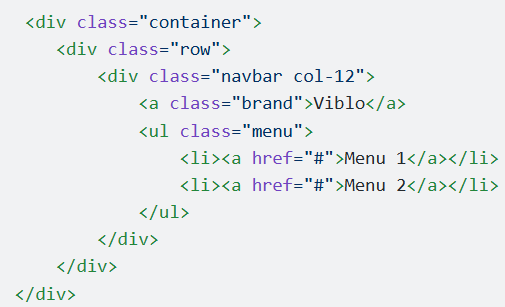 <div class="container">
<div class="row">
<div class="navbar col-12">
<a class="brand">Viblo</a>
<ul class="menu">
<li><a href="#">Menu 1</a></li>
<li><a href="#">Menu 2</a></li>
</ul>
</div>
</div>
</div>